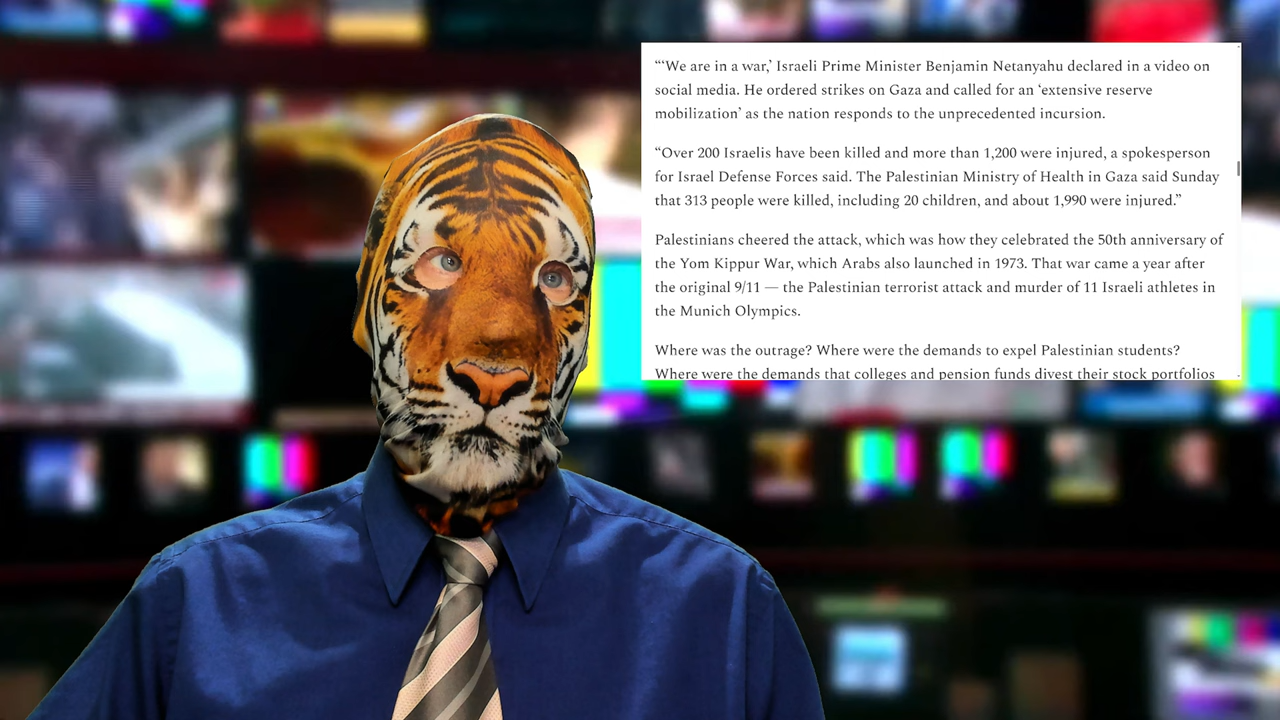 “‘We are in a war,’ Israeli Prime Minister Benjamin Netanyahu declared in a video on
social media. He ordered strikes on Gaza and called for an ‘extensive reserve
mobilization’ as the nation responds to the unprecedented incursion.
“Over 200 Israelis have been killed and more than 1,200 were injured, a spokesperson
for Israel Defense Forces said. The Palestinian Ministry of Health in Gaza said Sunday
that 313 people were killed, including 20 children, and about 1,990 were injured.”
Palestinians cheered the attack, which was how they celebrated the 50th anniversary of
the Yom Kippur War, which Arabs also launched in 1973. That war came a year after
the original 9/11 — the Palestinian terrorist attack and murder of 11 Israeli athletes in
the Munich Olympics.
Where was the outrage? Where were the demands to expel Palestinian students?
Where were the demands that colleges and pension funds divest their stock portfolios